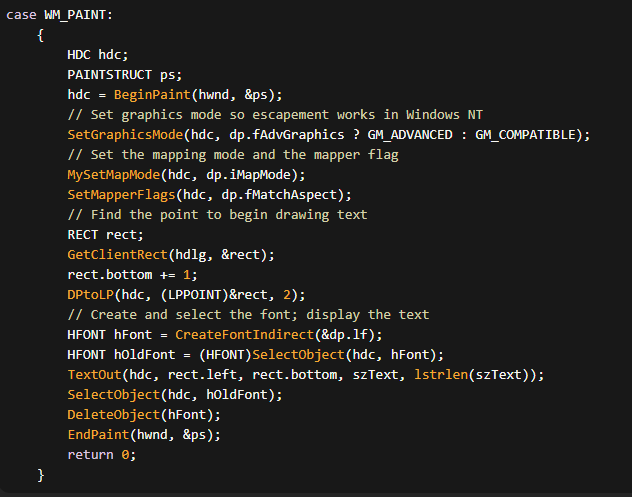 case WM_PAINT:
    {
        HDC hdc;
        PAINTSTRUCT ps;
        hdc = BeginPaint(hwnd, &ps);
        // Set graphics mode so escapement works in Windows NT
        SetGraphicsMode(hdc, dp.fAdvGraphics ? GM_ADVANCED : GM_COMPATIBLE);
        // Set the mapping mode and the mapper flag
        MySetMapMode(hdc, dp.iMapMode);
        SetMapperFlags(hdc, dp.fMatchAspect);
        // Find the point to begin drawing text
        RECT rect;
        GetClientRect(hdlg, &rect);
        rect.bottom += 1;
        DPtoLP(hdc, (LPPOINT)&rect, 2);
        // Create and select the font; display the text
        HFONT hFont = CreateFontIndirect(&dp.lf);
        HFONT hOldFont = (HFONT)SelectObject(hdc, hFont);
        TextOut(hdc, rect.left, rect.bottom, szText, lstrlen(szText));
        SelectObject(hdc, hOldFont);
        DeleteObject(hFont);
        EndPaint(hwnd, &ps);
        return 0;
    }